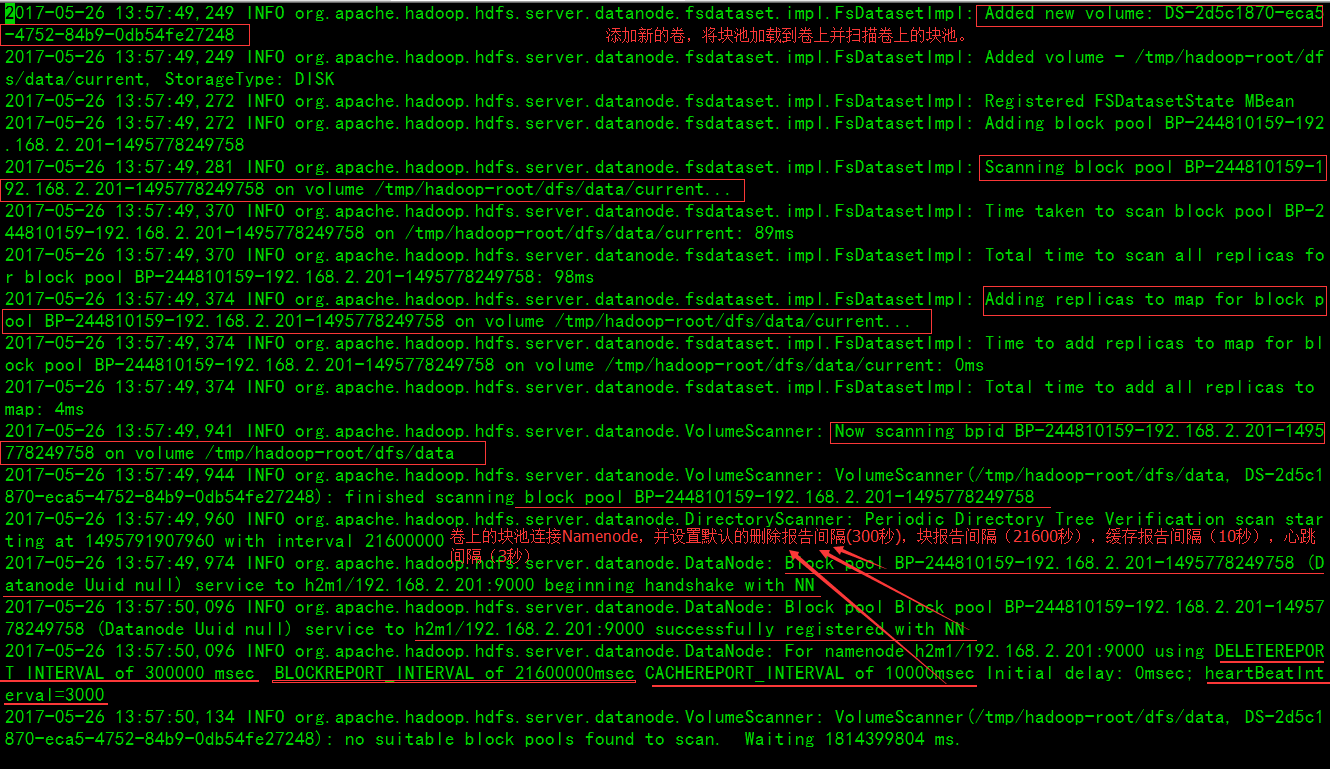 2017-05-26 13:57:49,249 INFO org.apache.hadoop.hdfs.server.datanode.fsdataset.impl.FsDatasetImpl: Added new volume: DS-2d5c1870-eca5
-4752-84b9-0db54fe27248
添加新的卷，将块池加载到卷上并扫描卷上的块池。
2017-05-26 13:57:49,249 INFO org.apache.hadoop.hdfs.server.datanode.fsdataset.impl.FsDatasetImpl: Added volume - /tmp/hadoop-root/df
s/data/current, StorageType: DISK
2017-05-26 13:57:49,272 INFO org.apache.hadoop.hdfs.server.datanode.fsdataset.impl.FsDatasetImpl: Registered FSDatasetState MBean
2017-05-26 13:57:49,272 INFO org.apache.hadoop.hdfs.server.datanode.fsdataset.impl.FsDatasetImpl: Adding block pool BP-244810159-192
.168.2.201-1495778249758
2017-05-26 13:57:49,281 INFO org.apache.hadoop.hdfs.server.datanode.fsdataset.impl.FsDatasetImpl: Scanning block pool BP-244810159-1
92.168.2.201-1495778249758 on volume /tmp/hadoop-root/dfs/data/current...
2017-05-26 13:57:49,370 INFO org.apache.hadoop.hdfs.server.datanode.fsdataset.impl.FsDatasetImpl: Time taken to scan block pool BP-2
44810159-192.168.2.201-1495778249758 on /tmp/hadoop-root/dfs/data/current: 89ms
2017-05-26 13:57:49,370 INFO org.apache.hadoop.hdfs.server.datanode.fsdataset.impl.FsDatasetImpl: Total time to scan all replicas fo
r block pool BP-244810159-192.168.2.201-1495778249758: 98ms
2017-05-26 13:57:49,374 INFO org.apache.hadoop.hdfs.server.datanode.fsdataset.impl.FsDatasetImpl: Adding replicas to map for block p
ool BP-244810159-192.168.2.201-1495778249758 on volume /tmp/hadoop-root/dfs/data/current...
2017-05-26 13:57:49,374 INFO org.apache.hadoop.hdfs.server.datanode.fsdataset.impl.FsDatasetImpl: Time to add replicas to map for bl
ock pool BP-244810159-192.168.2.201-1495778249758 on volume /tmp/hadoop-root/dfs/data/current: 0ms
2017-05-26 13:57:49,374 INFO org.apache.hadoop.hdfs.server.datanode.fsdataset.impl.FsDatasetImpl: Total time to add all replicas to
map: 4ms
2017-05-26 13:57:49,941 INFO org.apache.hadoop.hdfs.server.datanode.VolumeScanner: Now scanning bpid BP-244810159-192.168.2.201-1495
778249758 on volume /tmp/hadoop-root/dfs/data
2017-05-26 13:57:49,944 INFO org.apache.hadoop.hdfs.server.datanode.VolumeScanner: VolumeScanner(/tmp/hadoop-root/dfs/data, DS-2d5c1
870-eca5-4752-84b9-0db54fe27248): finished scanning block pool BP-244810159-192.168.2.201-1495778249758
2017-05-26 13:57:49,960 INFO org.apache.hadoop.hdfs.server.datanode.DirectoryScanner: Periodic Directory Tree Verification scan star
ting at 1495791907960 with interval 21600000
卷上的块池连接Namenode，并设置默认的删除报告间隔(300秒)，块报告间隔（21600秒），缓存报告间隔（10秒），心跳
间隔（3秒）
2017-05-26 13:57:49,974 INFO org.apache.hadoop.hdfs.server.datanode.DataNode: Block pool BP-244810159-192.168.2.201-1495778249758 (D
atanode Uuid null) service to h2m1/192.168.2.201:9000 beginning handshake with NN
2017-05-26 13:57:50,096 INFO org.apache.hadoop.hdfs.server.datanode.DataNode: Block pool Block pool BP-244810159-192.168.2.201-14957
78249758 (Datanode Uuid null) service to h2m1/192.168.2.201:9000 successfully registered with NN
2017-05-26 13:57:50,096 INFO org.apache.hadoop.hdfs.server.datanode.DataNode: For namenode h2m1/192.168.2.201:9000 using DELETEREPOR
T_INTERVAL of 300000 msec  BLOCKREPORT_INTERVAL of 21600000msec CACHEREPORT_INTERVAL of 10000msec Initial delay: 0msec; heartBeatInt
erval=3000
2017-05-26 13:57:50,134 INFO org.apache.hadoop.hdfs.server.datanode.VolumeScanner: VolumeScanner(/tmp/hadoop-root/dfs/data, DS-2d5c1
870-eca5-4752-84b9-0db54fe27248): no suitable block pools found to scan.  Waiting 1814399804 ms.